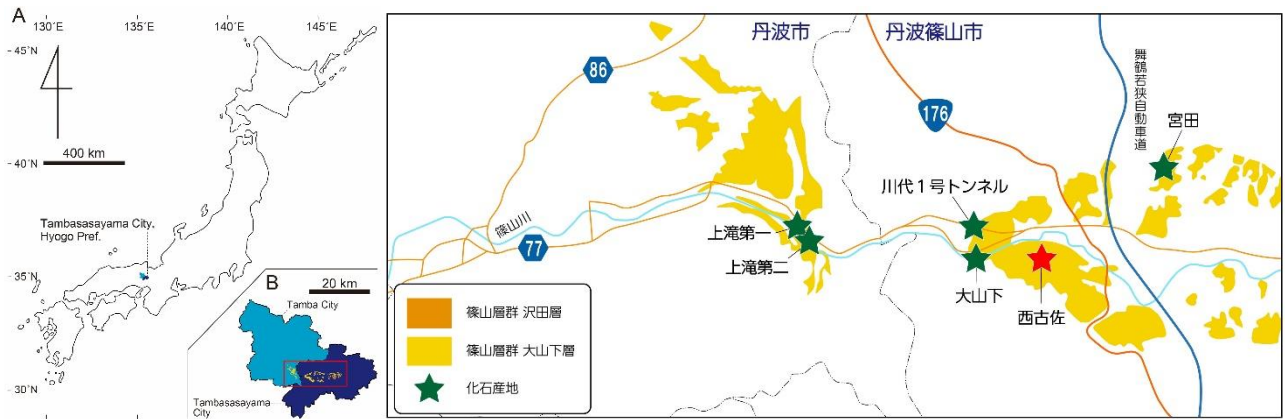 A
130°E
135°E
140°E
145°E
- 45°N
400 km
- 40°N
Tambasasayama City,
Hyogo Pref.
- 35°N
- 30°N
B
20 km
Tamba City
Tambasasayama
City
丹波市
丹波篠山市
86
176
舞鶴若狭自動車道
宮田
川代1号トンネル
篠山川
上滝第一
77
上滝第二
大山下
西古佐
篠山層群 沢田層
篠山層群 大山下層
化石産地